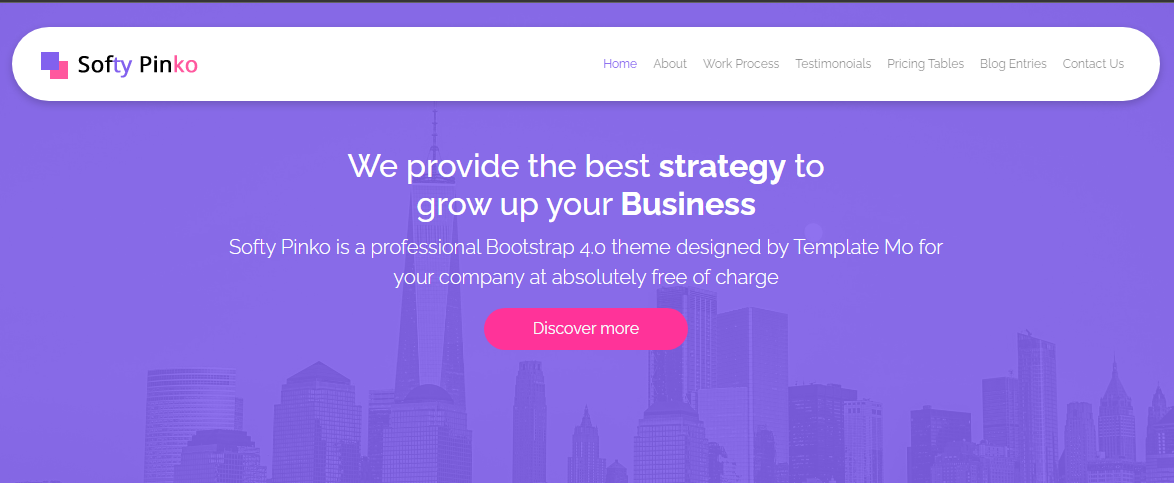 Softy Pinko
Home About Work Process Testimonoials Pricing Tables Blog Entries Contact Us
We provide the best strategy to
grow up your Business
Softy Pinko is a professional Bootstrap 4.0 theme designed by Template Mo for
your company at absolutely free of charge
Discover more